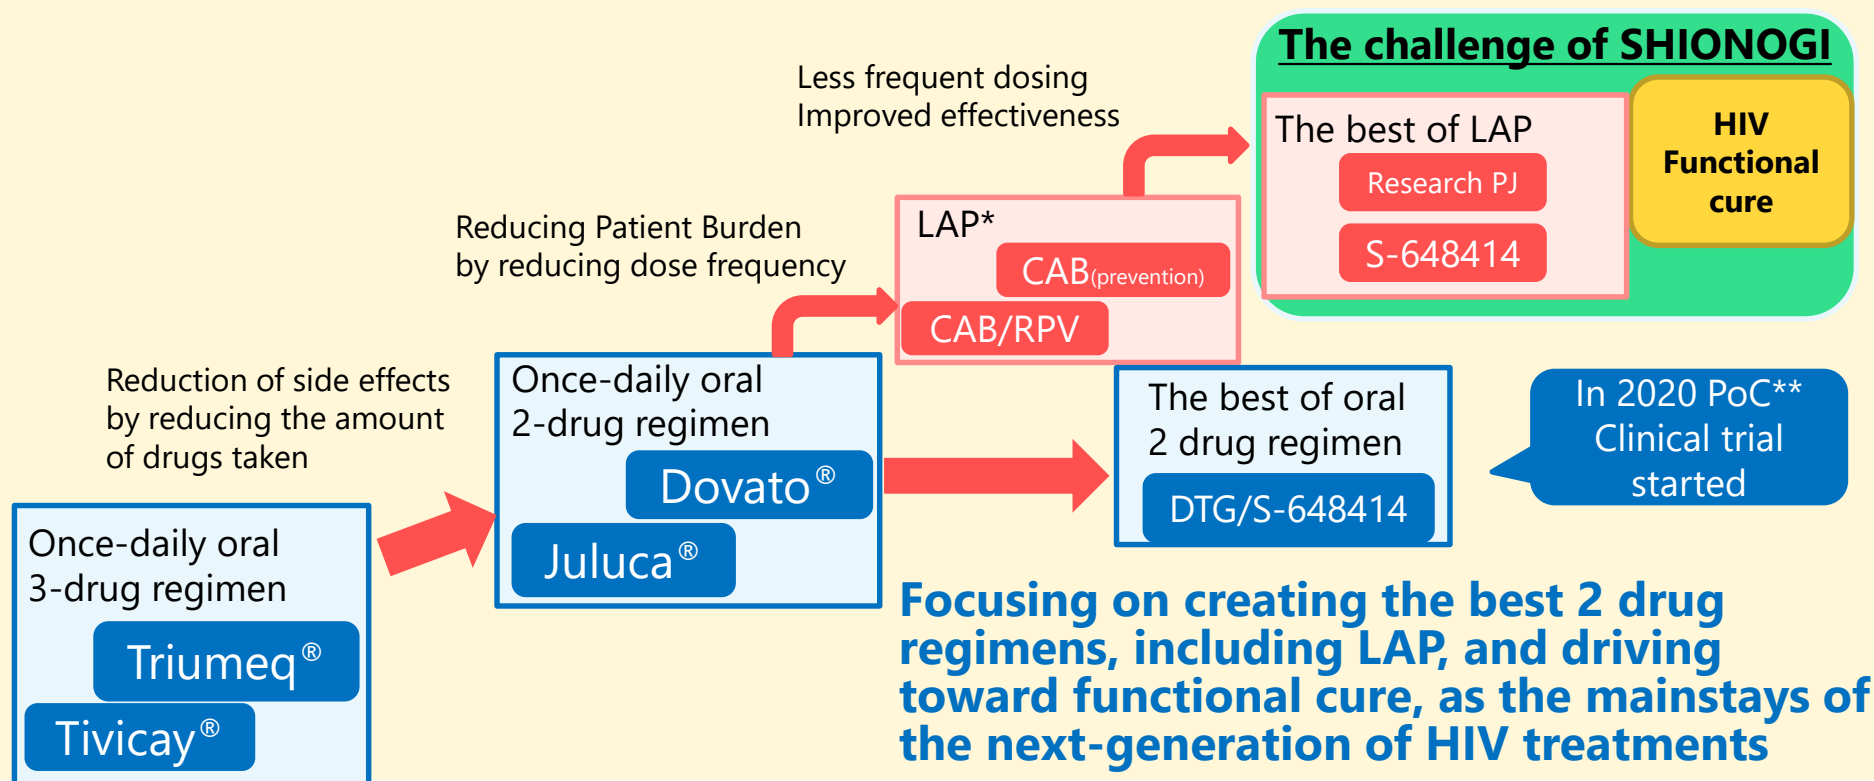 The challenge of SHIONOGI
Less frequent dosing
Improved effectiveness
The best of LAP
Research PJ
S-648414
HIV
Functional
cure
Reducing Patient Burden
by reducing dose frequency
LAP*
CAB(prevention)
CAB/RPV
Reduction of side effects
by reducing the amount
of drugs taken
Once-daily oral
2-drug regimen
Dovato®
Juluca®
The best of oral
2 drug regimen
DTG/S-648414
In 2020 PoC**
Clinical trial
started
Once-daily oral
3-drug regimen
Triumeq®
Tivicay®
Focusing on creating the best 2 drug
regimens, including LAP, and driving
toward functional cure, as the mainstays of
the next-generation of HIV treatments